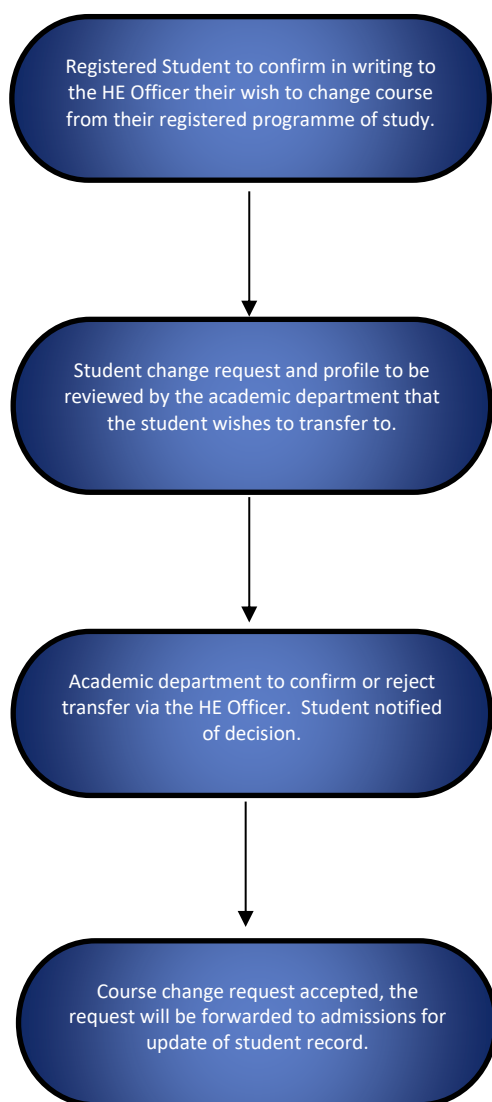 Registered Student to confirm in writing to
the HE Officer their wish to change course
from their registered programme of study.
Student change request and profile to be
reviewed by the academic department that
the student wishes to transfer to.
Academic department to confirm or reject
transfer via the HE Officer.  Student notified
of decision.
Course change request accepted, the
request will be forwarded to admissions for
update of student record.